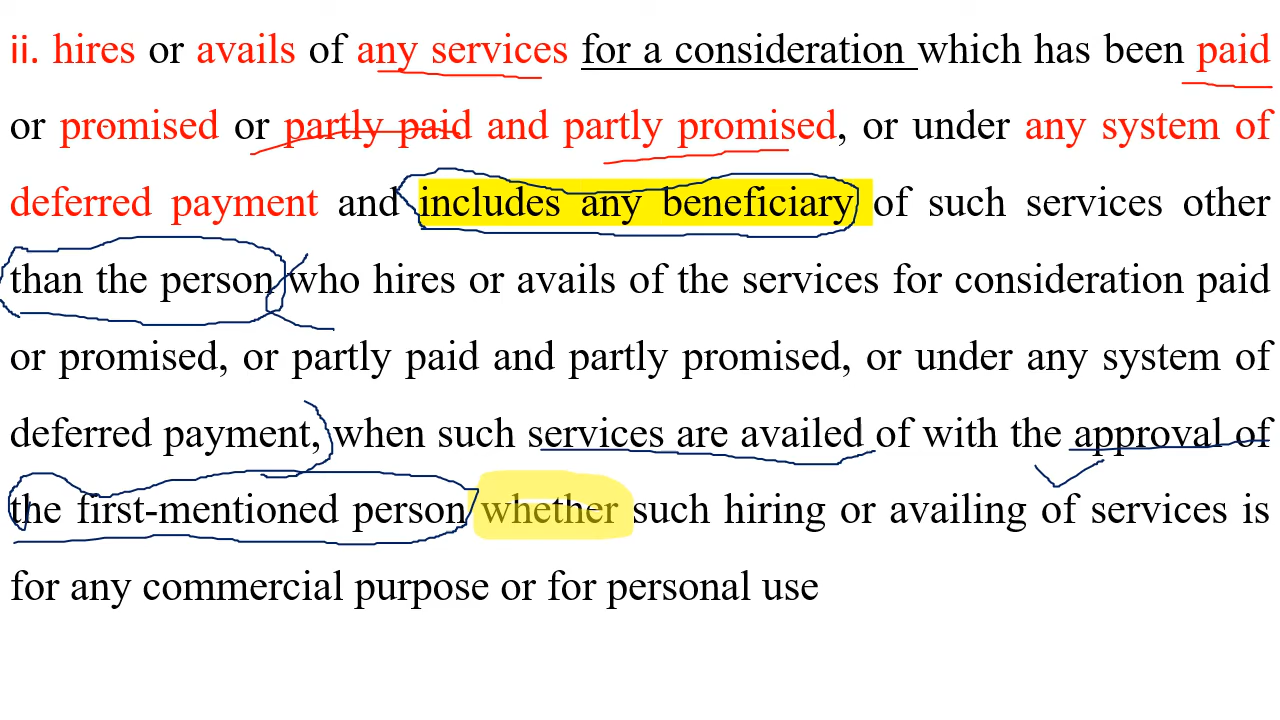 ii. hires or avails of any services for a consideration which has been paid
or promised or partly paid and partly promised, or under any system of
deferred payment and includes any beneficiary of such services other
than the person who hires or avails of the services for consideration paid
or promised, or partly paid and partly promised, or under any system of
deferred payment, when such services are availed of with the approval of
the first-mentioned person whether such hiring or availing of services is
for any commercial purpose or for personal use